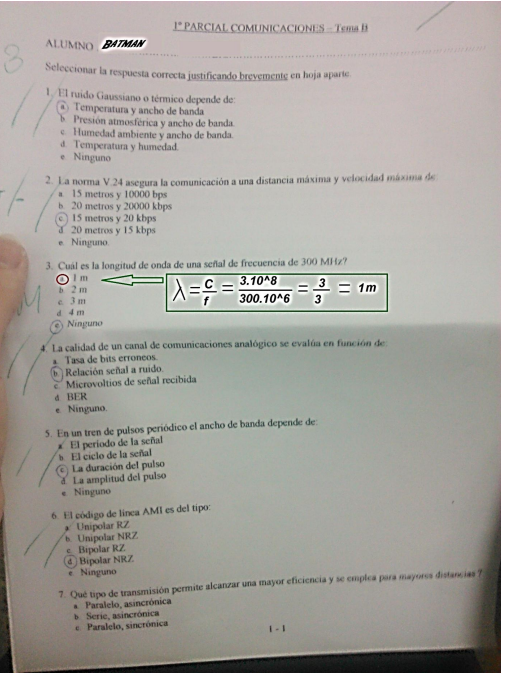 1º PARCIAL COMUNICACIONES - Tema B
ALUMNO: BATMAN
Seleccionar la respuesta correcta justificando brevemente en hoja aparte.
1. El ruido Gaussiano o térmico depende de:
a. Temperatura y ancho de banda
b. Presión atmosférica y ancho de banda.
c. Humedad ambiente y ancho de banda.
d. Temperatura y humedad.
e. Ninguno
2. La norma V.24 asegura la comunicación a una distancia máxima y velocidad máxima de:
a. 15 metros y 10000 bps
b. 20 metros y 20000 kbps
c. 15 metros y 20 kbps
d. 20 metros y 15 kbps
e. Ninguno.
3. Cuál es la longitud de onda de una señal de frecuencia de 300 MHz?
a. 1 m
b. 2 m
c. 3 m
d. 4 m
e. Ninguno
λ = C/f = 3.10^8/300.10^6 = 3/3 = 1m
4. La calidad de un canal de comunicaciones analógico se evalúa en función de:
a. Tasa de bits erroneos.
b. Relación señal a ruido.
c. Microvoltios de señal recibida
d. BER
e. Ninguno.
5. En un tren de pulsos periódico el ancho de banda depende de:
a. El período de la señal
b. El ciclo de la señal
c. La duración del pulso
d. La amplitud del pulso
e. Ninguno
6. El código de línea AMI es del tipo:
a. Unipolar RZ
b. Unipolar NRZ
c. Bipolar RZ
d. Bipolar NRZ
e. Ninguno
7. Qué tipo de transmisión permite alcanzar una mayor eficiencia y se emplea para mayores distancias ?
a. Paralelo, asincrónica
b. Serie, asincrónica
c. Paralelo, sincrónica
1 - 1